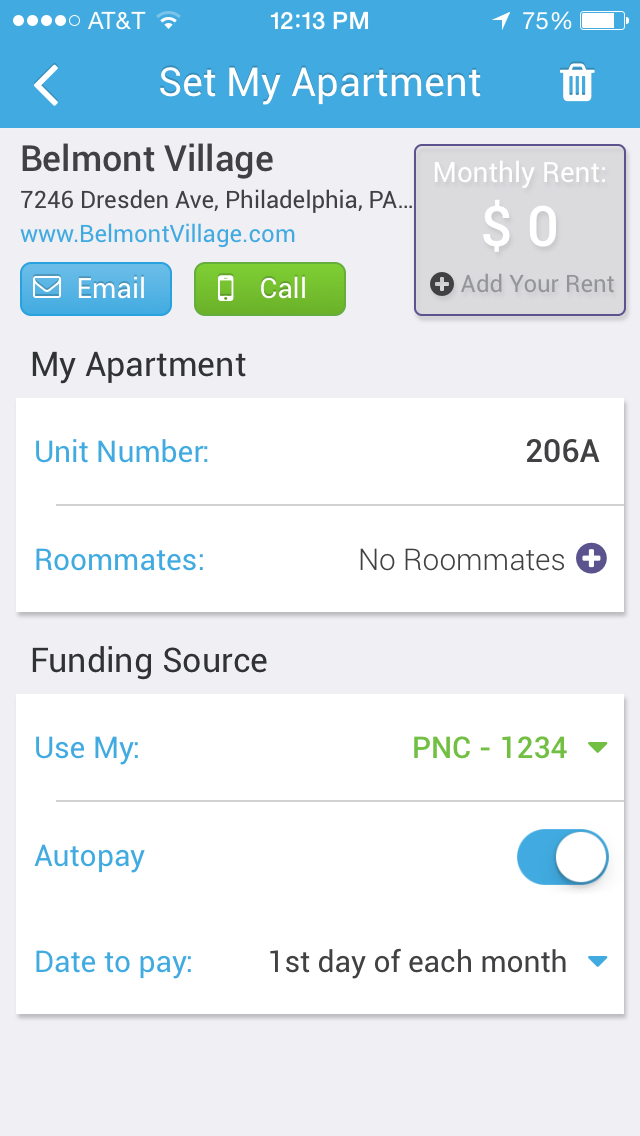 AT&T 12:13 PM 75%
Set My Apartment
Belmont Village
7246 Dresden Ave, Philadelphia, PA...
www.BelmontVillage.com
Email Call
Monthly Rent:
$ 0
Add Your Rent
My Apartment
Unit Number: 206A
Roommates: No Roommates
Funding Source
Use My: PNC - 1234
Autopay
Date to pay: 1st day of each month